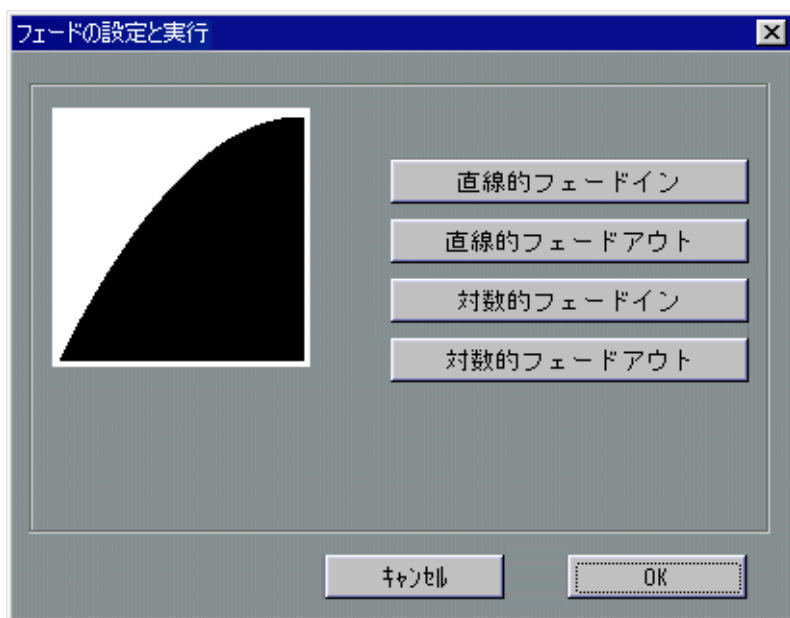 フェードの設定と実行
直線的フェードイン
直線的フェードアウト
対数的フェードイン
対数的フェードアウト
ｷｬﾝｾﾙ
OK